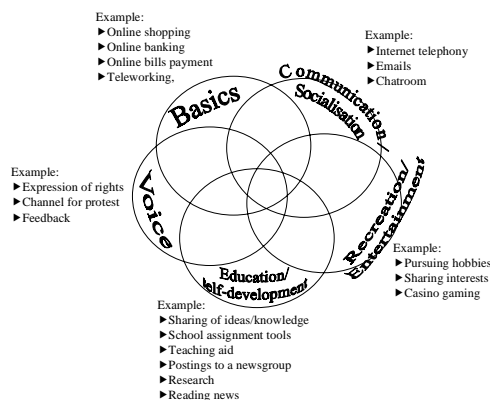 Example:
►Online shopping
►Online banking
►Online bills payment
►Teleworking,
Basics
Example:
►Internet telephony
►Emails
►Chatroom
Communication/
Socialisation
Example:
►Expression of rights
►Channel for protest
►Feedback
Voice
Recreation/
Entertainment
Example:
►Pursuing hobbies
►Sharing interests
►Casino gaming
Education/
elf-development
Example:
►Sharing of ideas/knowledge
►School assignment tools
►Teaching aid
►Postings to a newsgroup
►Research
►Reading news